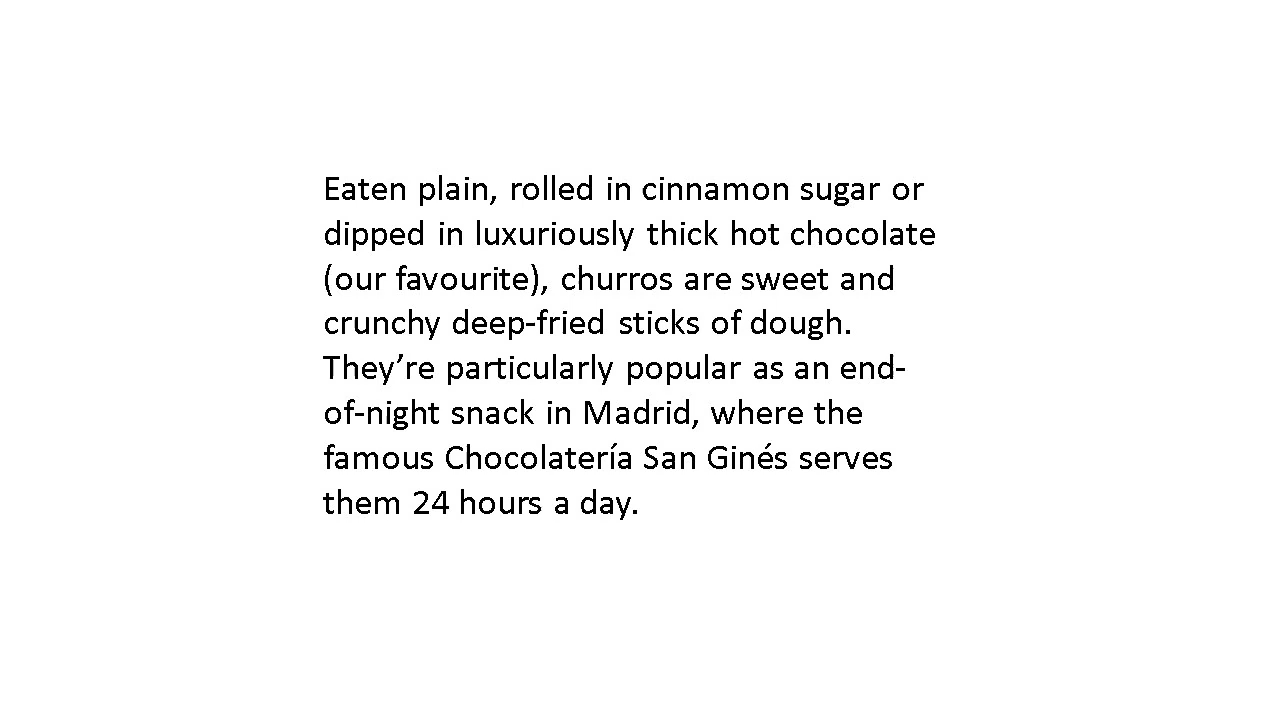 Eaten plain, rolled in cinnamon sugar or
dipped in luxuriously thick hot chocolate
(our favourite), churros are sweet and
crunchy deep-fried sticks of dough.
They’re particularly popular as an end-
of-night snack in Madrid, where the
famous Chocolatería San Ginés serves
them 24 hours a day.